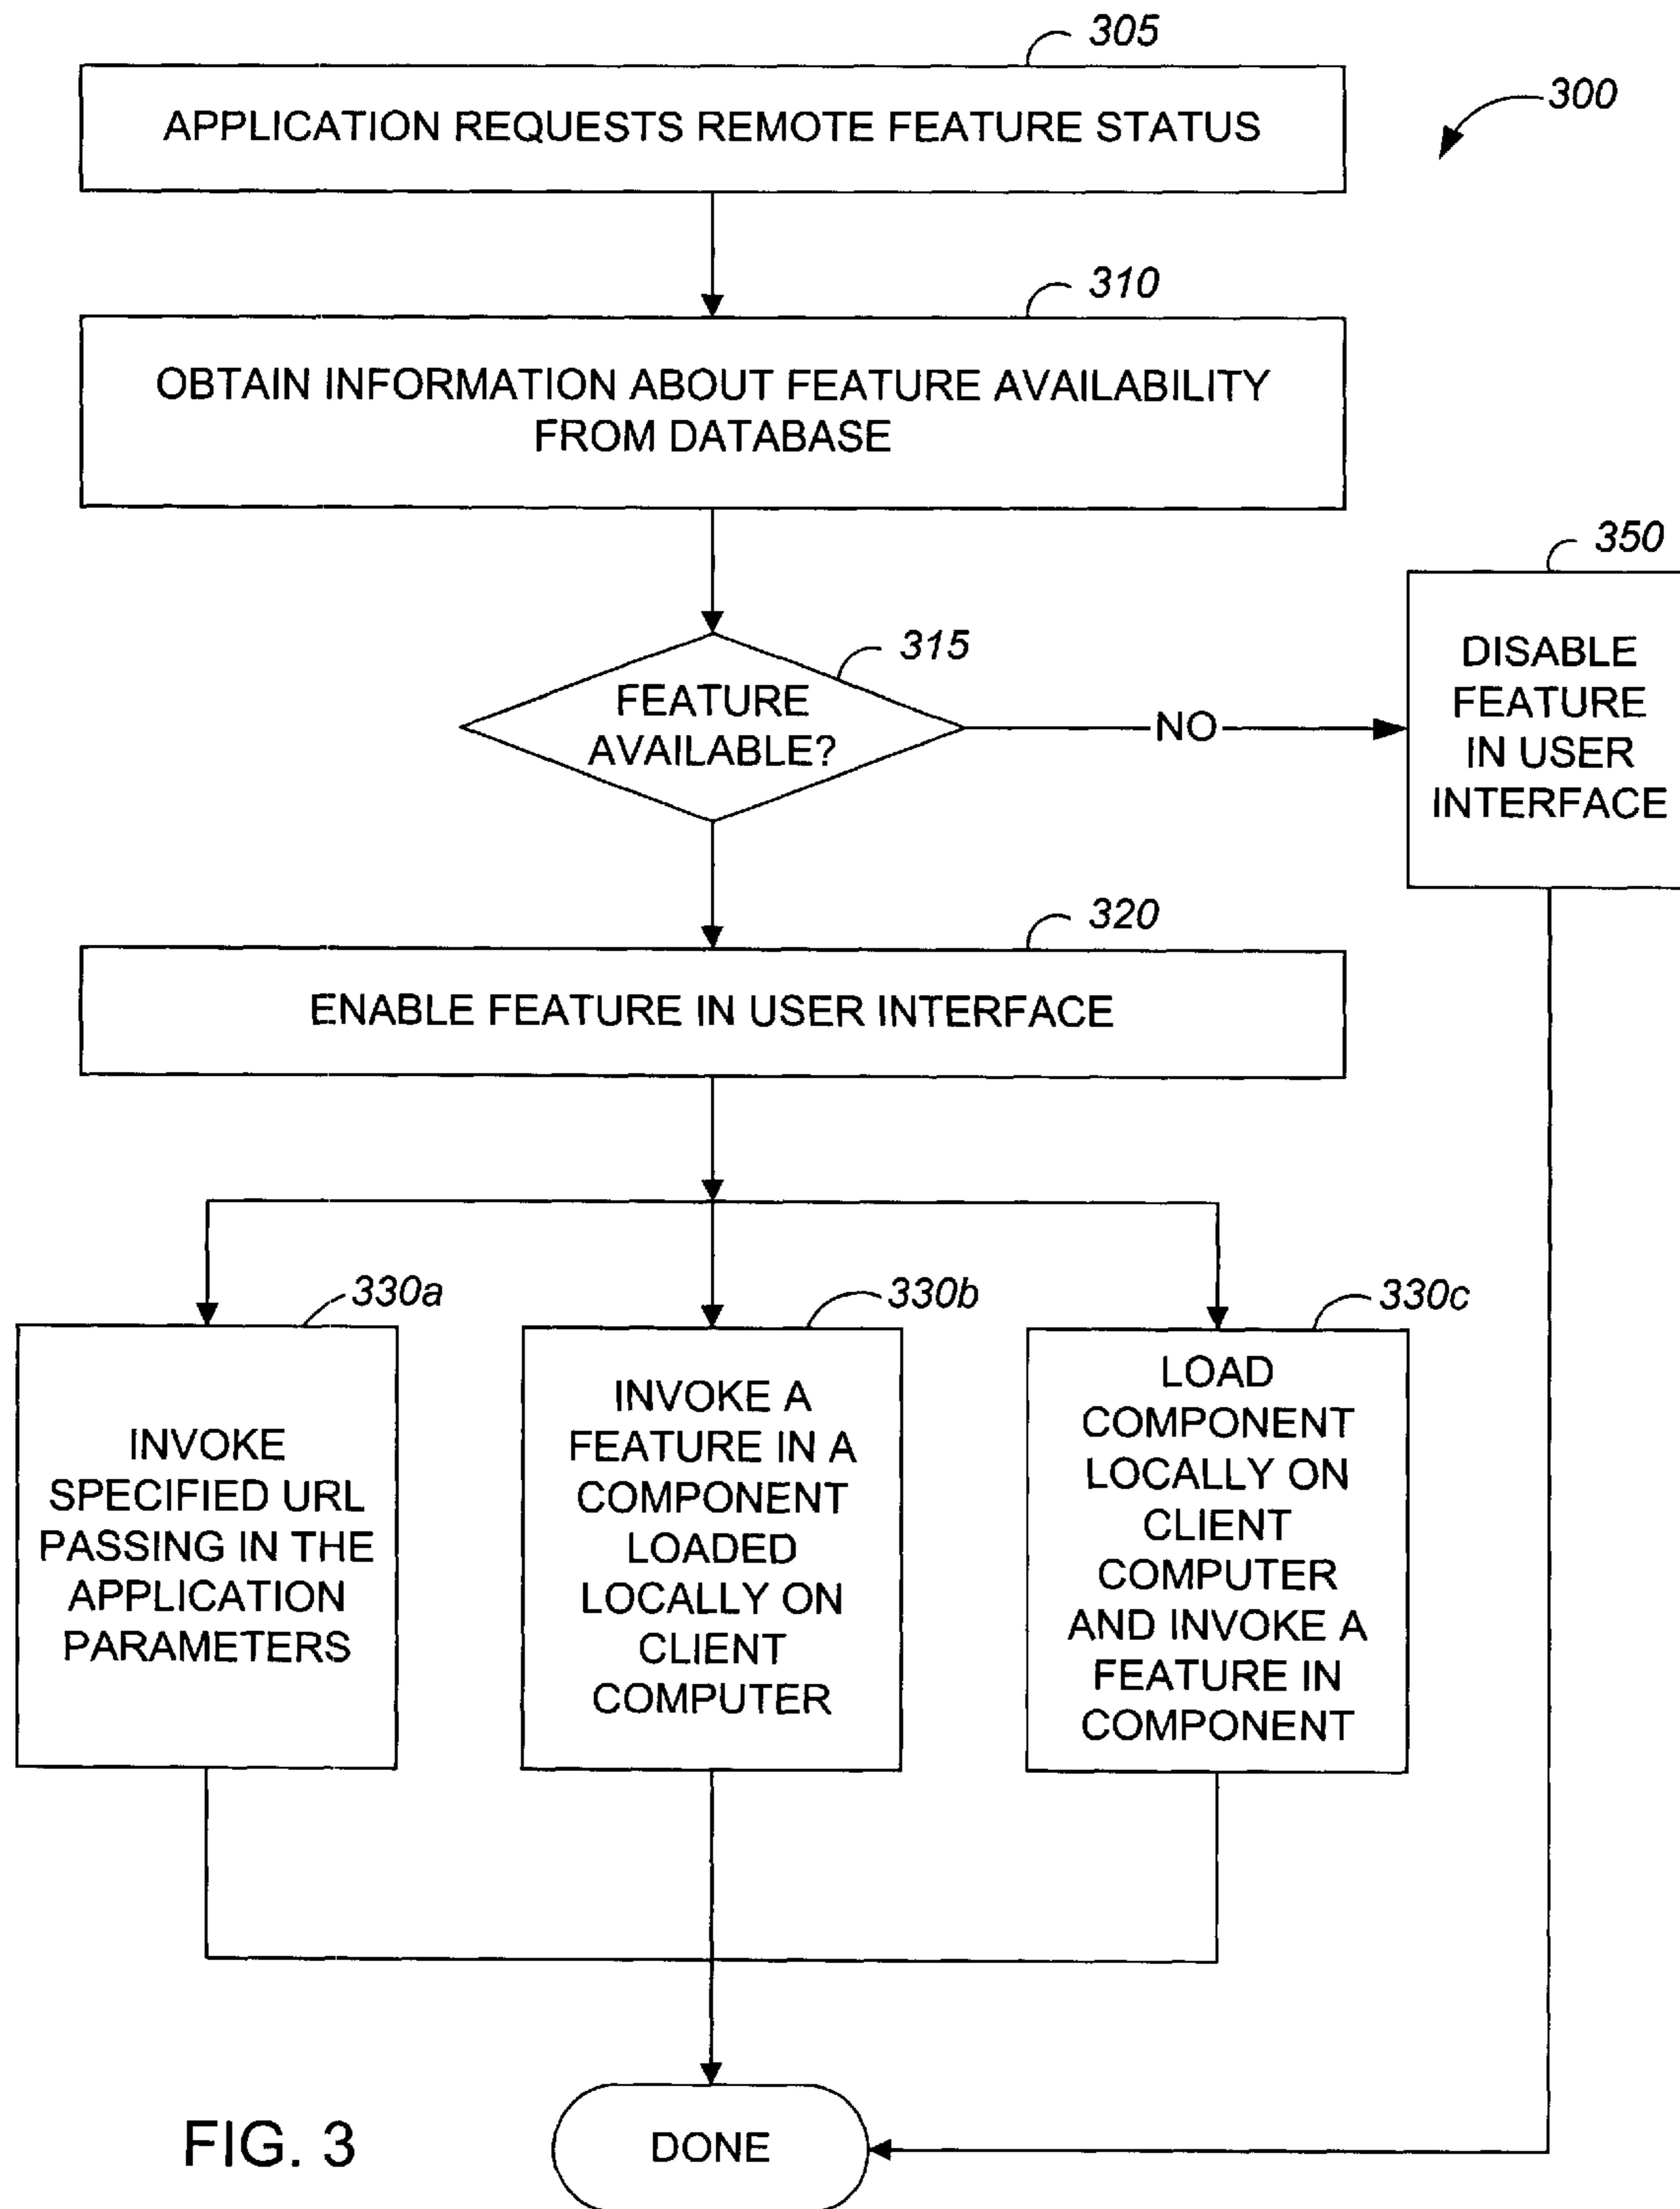 305
300
APPLICATION REQUESTS REMOTE FEATURE STATUS
310
OBTAIN INFORMATION ABOUT FEATURE AVAILABILITY
FROM DATABASE
315
FEATURE
AVAILABLE?
NO
350
DISABLE
FEATURE
IN USER
INTERFACE
320
ENABLE FEATURE IN USER INTERFACE
330a
INVOKE
SPECIFIED URL
PASSING IN THE
APPLICATION
PARAMETERS
330b
INVOKE A
FEATURE IN A
COMPONENT
LOADED
LOCALLY ON
CLIENT
COMPUTER
330c
LOAD
COMPONENT
LOCALLY ON
CLIENT
COMPUTER
AND INVOKE A
FEATURE IN
COMPONENT
DONE
FIG. 3